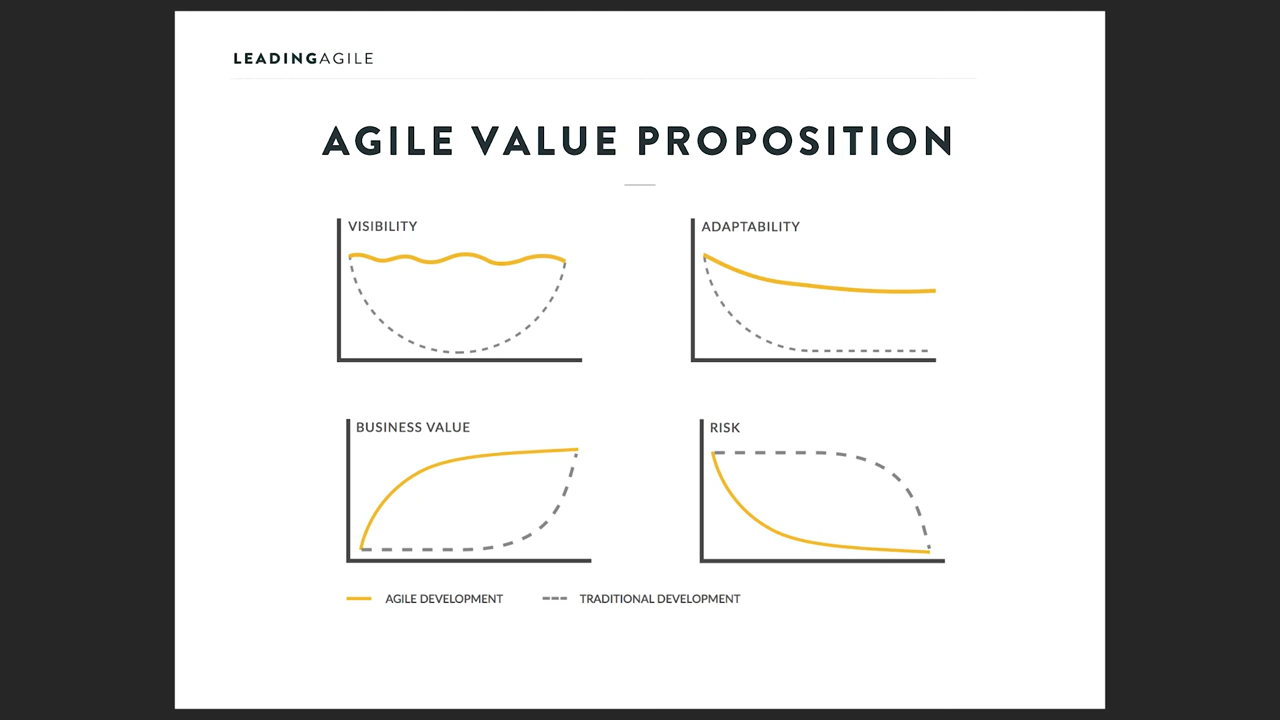 LEADINGAGILE
AGILE VALUE PROPOSITION
VISIBILITY
ADAPTABILITY
BUSINESS VALUE
RISK
AGILE DEVELOPMENT
TRADITIONAL DEVELOPMENT